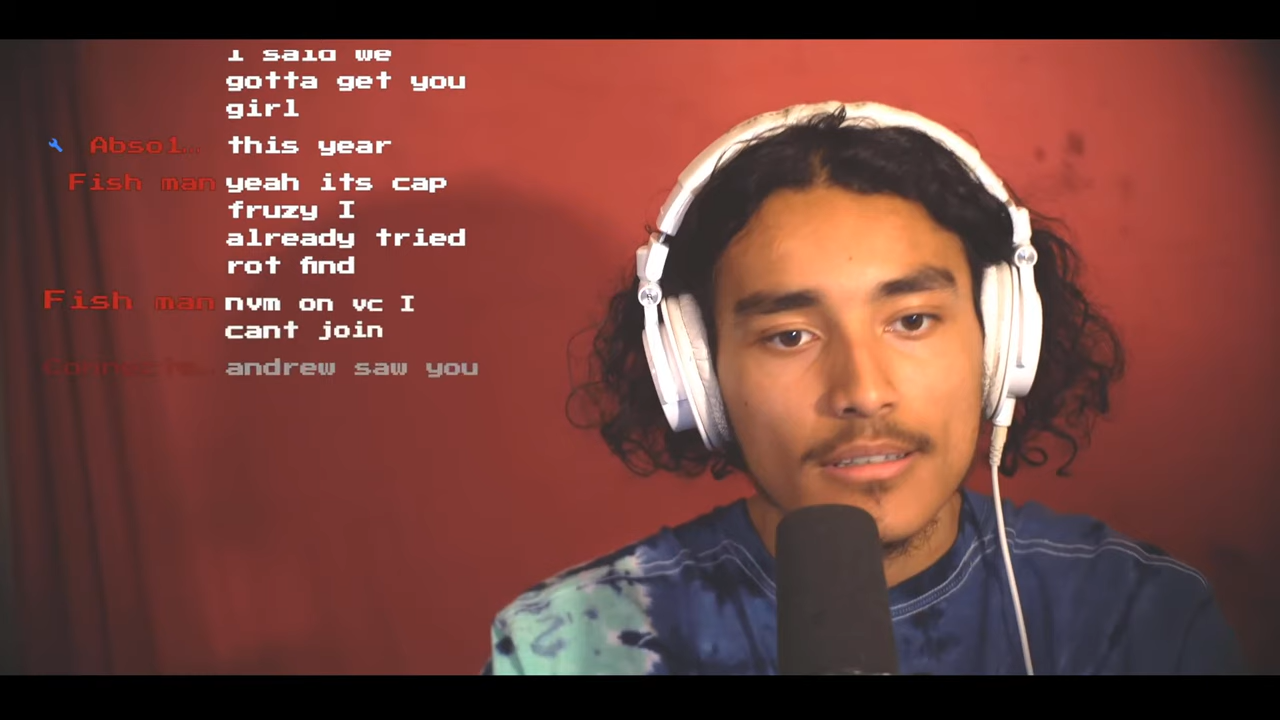 I said we
gotta get you
girl
Absol… this year
Fish man yeah its cap
fruzy I
already tried
rot find
Fish man nvm on vc I
cant join
Connecte… andrew saw you